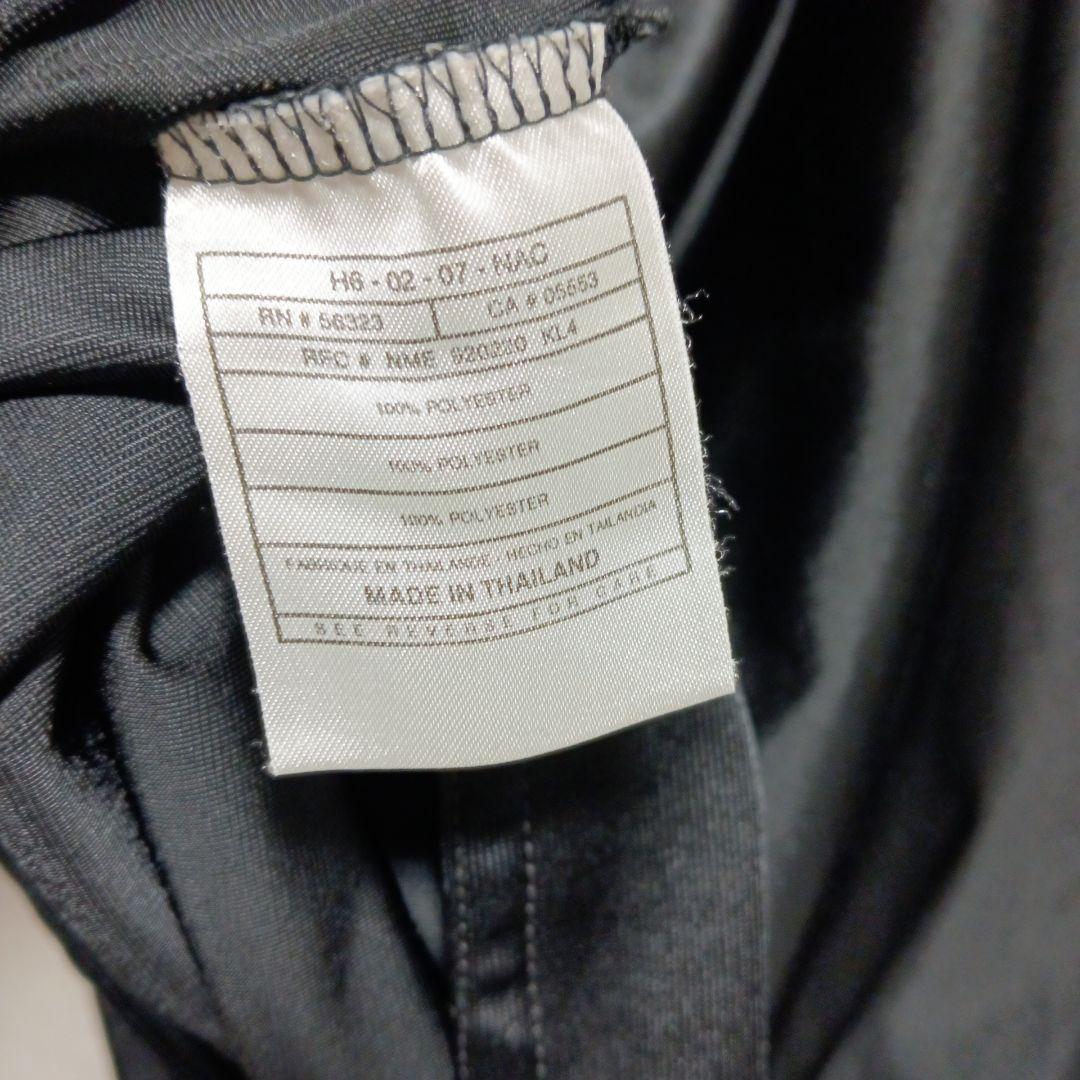 H6 - 02 - 07 - NAC
RN # 56323 CA # 05553
REC # NME 920210 KL4
100% POLYESTER
100% POLYESTER
100% POLYESTER
FABRIQUE EN THAILANDE, HECHO EN TAILANDIA
MADE IN THAILAND
SEE REVERSE FOR CARE